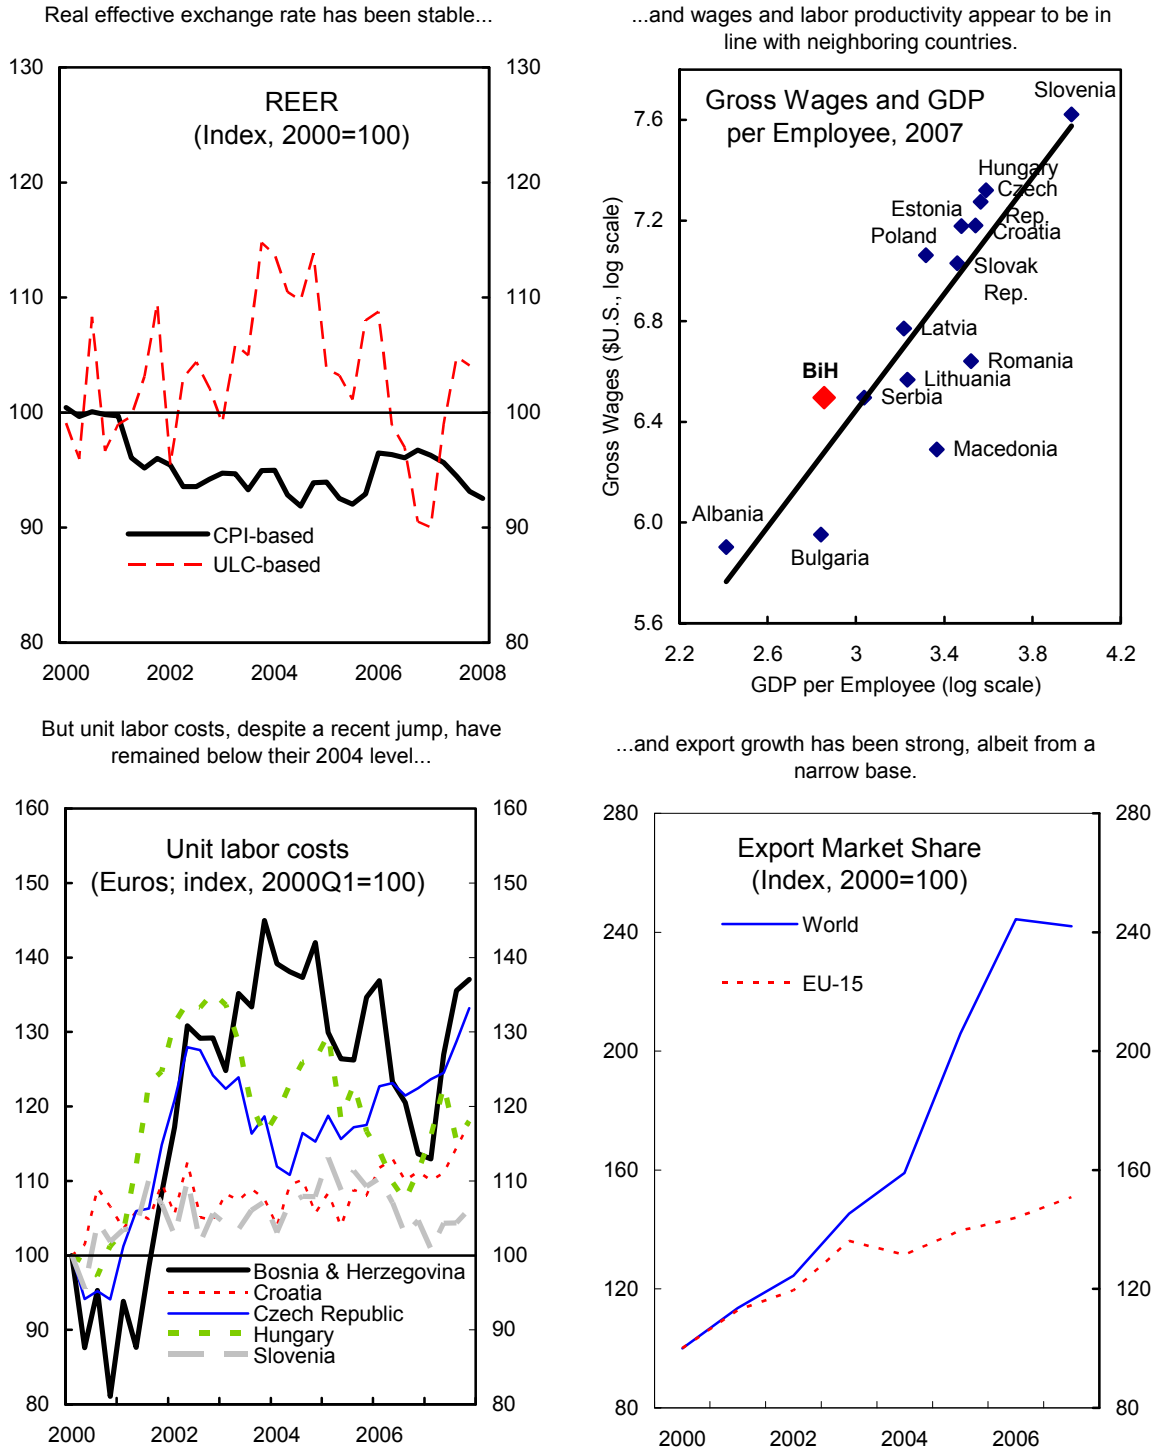 Real effective exchange rate has been stable...
130
130
REER
(Index, 2000=100)
120
120
110
110
100
100
90
90
CPI-based
ULC-based
80
80
2000
2002
2004
2006
2008
...and wages and labor productivity appear to be in
line with neighboring countries.
Gross Wages and GDP
per Employee, 2007
Gross Wages ($U.S., log scale)
7.6
7.2
6.8
6.4
6.0
5.6
Slovenia
Hungary
Czech
Rep.
Estonia
Croatia
Poland
Slovak
Rep.
Latvia
Romania
BiH
Lithuania
Serbia
Macedonia
Albania
Bulgaria
2.2
2.6
3
3.4
3.8
4.2
GDP per Employee (log scale)
But unit labor costs, despite a recent jump, have
remained below their 2004 level...
160
160
Unit labor costs
(Euros; index, 2000Q1=100)
150
150
140
140
130
130
120
120
110
110
100
100
Bosnia & Herzegovina
Croatia
Czech Republic
Hungary
Slovenia
90
90
80
80
2000
2002
2004
2006
...and export growth has been strong, albeit from a
narrow base.
280
280
Export Market Share
(Index, 2000=100)
World
EU-15
240
240
200
200
160
160
120
120
80
80
2000
2002
2004
2006